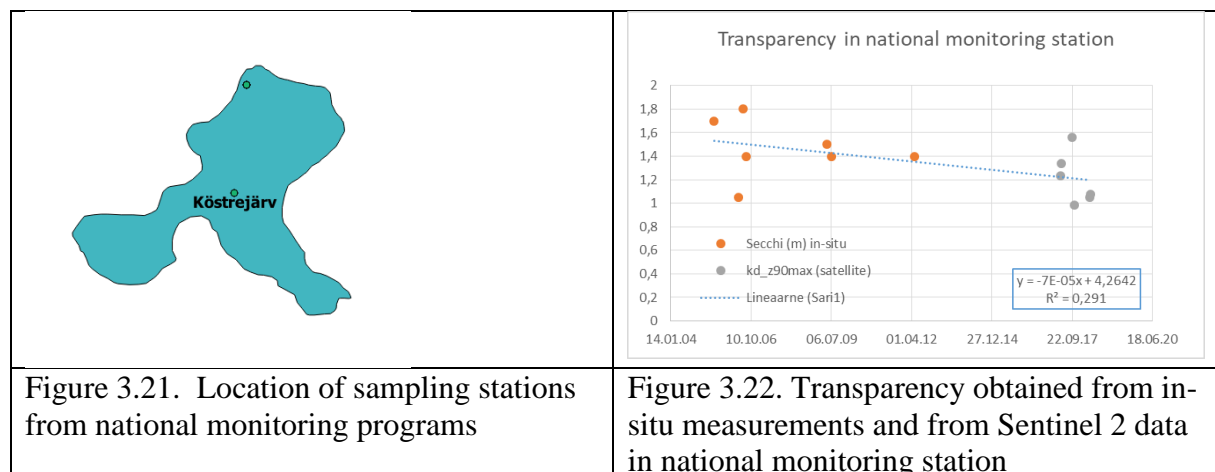 Köstrejärv
Figure 3.21. Location of sampling stations
from national monitoring programs
Transparency in national monitoring station
2
1,8
1,6
1,4
1,2
1
0,8
0,6
0,4
0,2
0
Secchi (m) in-situ
kd_z90max (satellite)
Lineaarne (Sari1)
y = -7E-05x + 4,2642
R² = 0,291
14.01.04 10.10.06 06.07.09 01.04.12 27.12.14 22.09.17 18.06.20
Figure 3.22. Transparency obtained from in-
situ measurements and from Sentinel 2 data
in national monitoring station